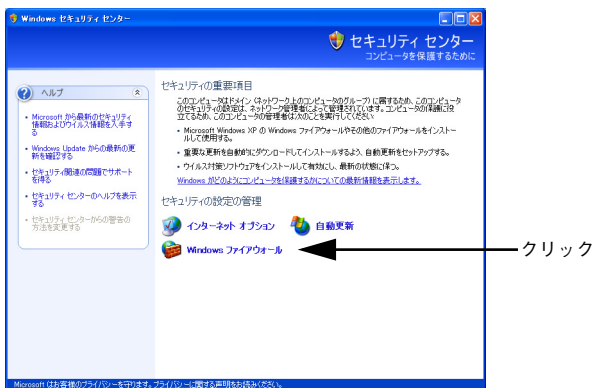 Windows セキュリティ センター
セキュリティ センター
コンピュータを保護するために
ヘルプ
• Microsoft から最新のセキュリティ
情報およびウイルス情報を入手す
る
• Windows Update からの最新の更
新を確認する
• セキュリティ関連の問題でサポート
を得る
• セキュリティ センターのヘルプを表示
する
• セキュリティ センターからの警告の
方法を変更する
セキュリティの重要項目
このコンピュータはドメイン (ネットワーク上のコンピュータのグループ) に属するため、このコンピュータ
のセキュリティの設定は、ネットワーク管理者によって管理されています。コンピュータの保護に役
立てるため、このコンピュータの管理者は次のことを実行してください:
• Microsoft Windows XP の Windows ファイアウォールやその他のファイアウォールをインストー
ルして使用する。
• 重要な更新を自動的にダウンロードしてインストールするよう、自動更新をセットアップする。
• ウイルス対策ソフトウェアをインストールして有効にし、最新の状態に保つ。
Windows がどのようにコンピュータを保護するかについての最新情報を表示します。
セキュリティの設定の管理
インターネット オプション
自動更新
Windows ファイアウォール
クリック
Microsoft はお客様のプライバシーを守ります。プライバシーに関する声明をお読みください。